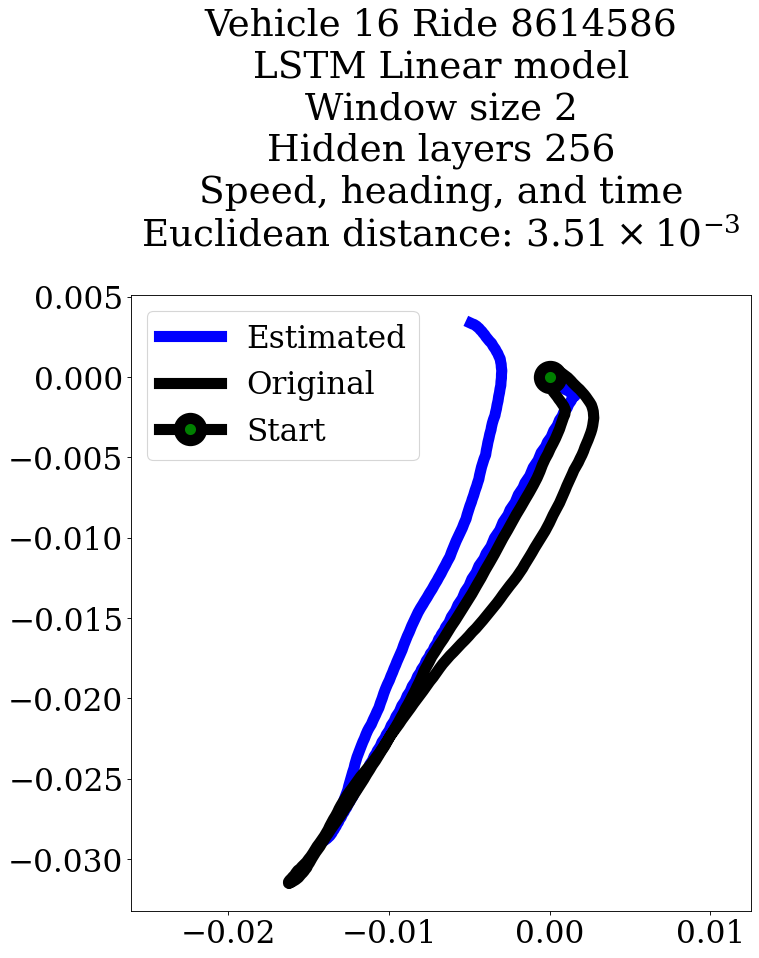 Vehicle 16 Ride 8614586
LSTM Linear model
Window size 2
Hidden layers 256
Speed, heading, and time
Euclidean distance: 3.51 × 10⁻³
0.005
0.000
−0.005
−0.010
−0.015
−0.020
−0.025
−0.030
Estimated
Original
Start
−0.02 −0.01 0.00 0.01